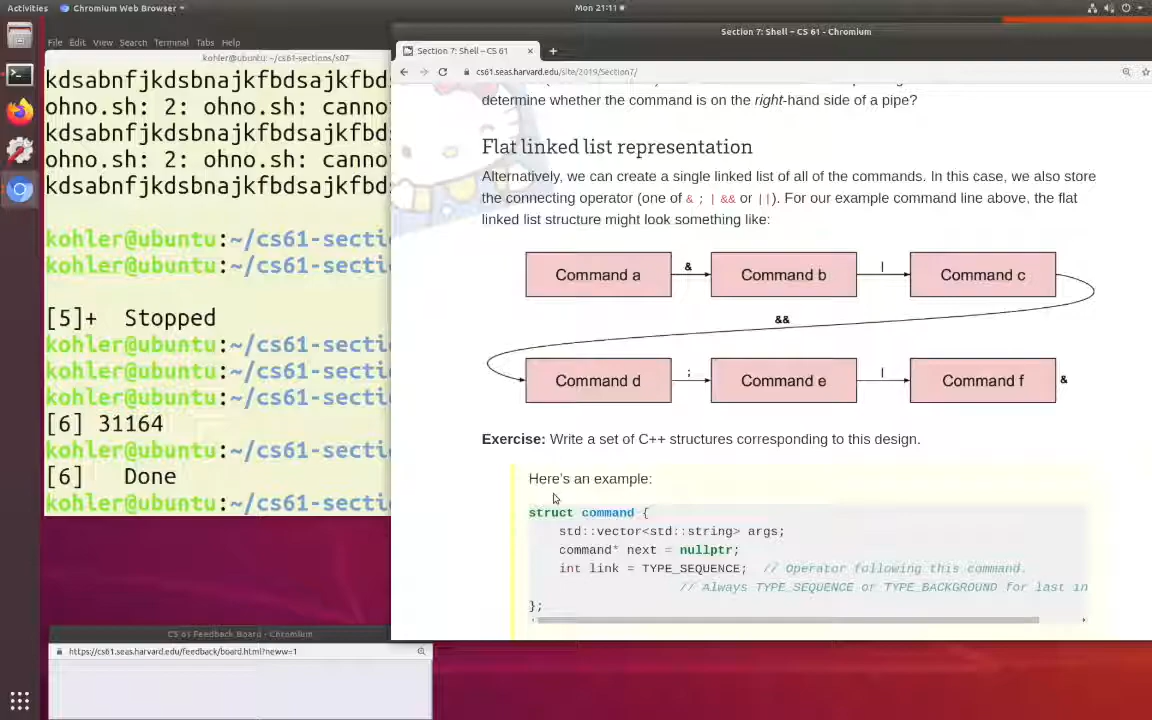 Activities
Chromium Web Browser
Mon 21:11
File Edit View Search Terminal Tabs Help
kohler@ubuntu: ~/cs61-sections/s07
kdsabnfjkdsbnajkfbdsajkfbds
ohno.sh: 2: ohno.sh: canno
kdsabnfjkdsbnajkfbdsajkfbds
ohno.sh: 2: ohno.sh: canno
kdsabnfjkdsbnajkfbdsajkfbds
kohler@ubuntu:~/cs61-secti
kohler@ubuntu:~/cs61-secti
[5]+ Stopped
kohler@ubuntu:~/cs61-secti
kohler@ubuntu:~/cs61-secti
kohler@ubuntu:~/cs61-secti
[6] 31164
kohler@ubuntu:~/cs61-secti
[6] Done
kohler@ubuntu:~/cs61-secti
Section 7: Shell – CS 61 - Chromium
Section 7: Shell – CS 61
cs61.seas.harvard.edu/site/2019/Section7/
determine whether the command is on the right-hand side of a pipe?
Flat linked list representation
Alternatively, we can create a single linked list of all of the commands. In this case, we also store
the connecting operator (one of & ; | && or ||). For our example command line above, the flat
linked list structure might look something like:
Command a & Command b | Command c
&&
Command d ; Command e | Command f &
Exercise: Write a set of C++ structures corresponding to this design.
Here's an example:
struct command {
std::vector<std::string> args;
command* next = nullptr;
int link = TYPE_SEQUENCE; // Operator following this command.
// Always TYPE_SEQUENCE or TYPE_BACKGROUND for last in
};
CS 61 Feedback Board - Chromium
https://cs61.seas.harvard.edu/feedback/board.html?neww=1